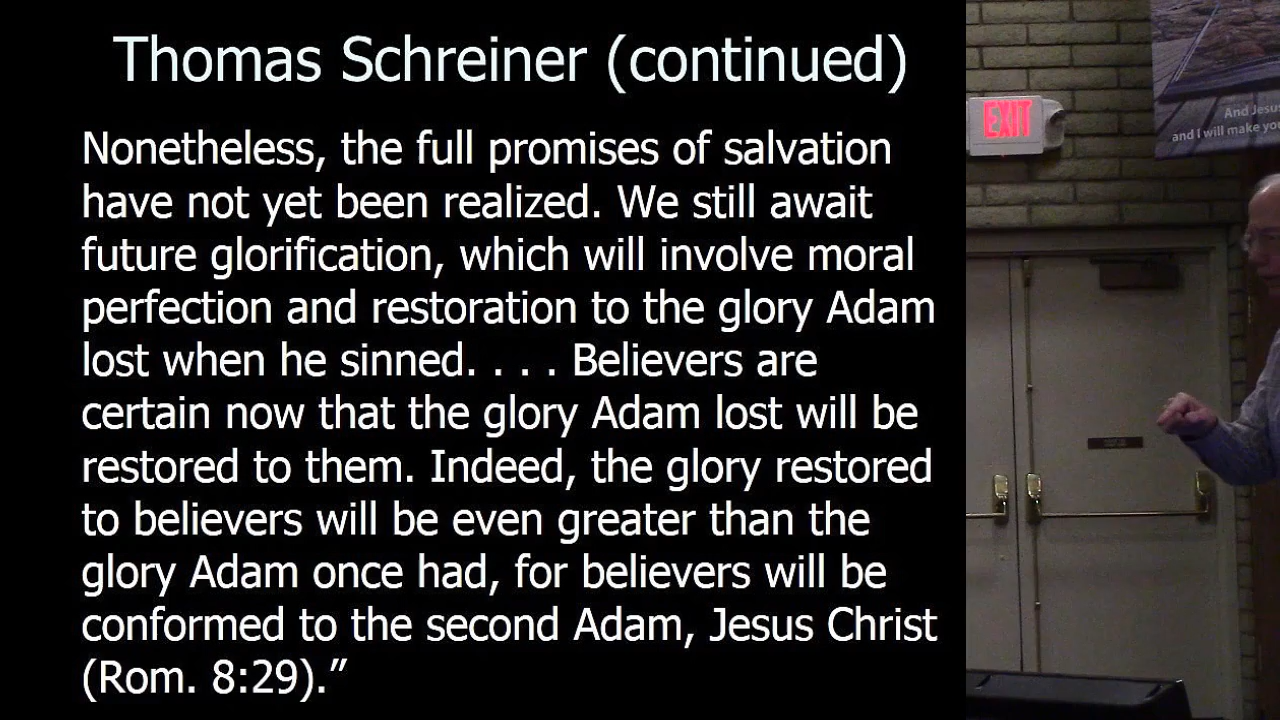 Thomas Schreiner (continued)
Nonetheless, the full promises of salvation
have not yet been realized. We still await
future glorification, which will involve moral
perfection and restoration to the glory Adam
lost when he sinned. . . . Believers are
certain now that the glory Adam lost will be
restored to them. Indeed, the glory restored
to believers will be even greater than the
glory Adam once had, for believers will be
conformed to the second Adam, Jesus Christ
(Rom. 8:29).”
EXIT
And Jesus
and I will make you